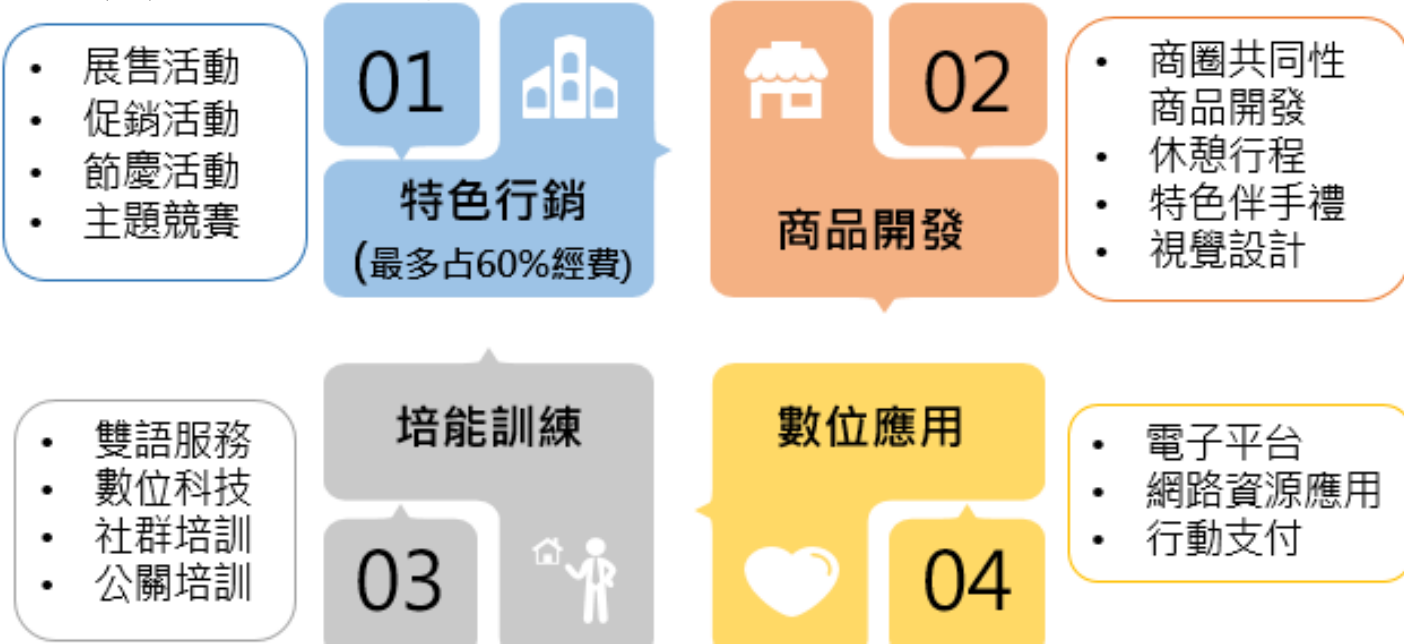 • 展售活動
• 促銷活動
• 節慶活動
• 主題競賽
01
特色行銷
(最多占60%經費)
02
商品開發
• 商圈共同性
商品開發
• 休憩行程
• 特色伴手禮
• 視覺設計
• 雙語服務
• 數位科技
• 社群培訓
• 公關培訓
培能訓練
03
數位應用
04
• 電子平台
• 網路資源應用
• 行動支付